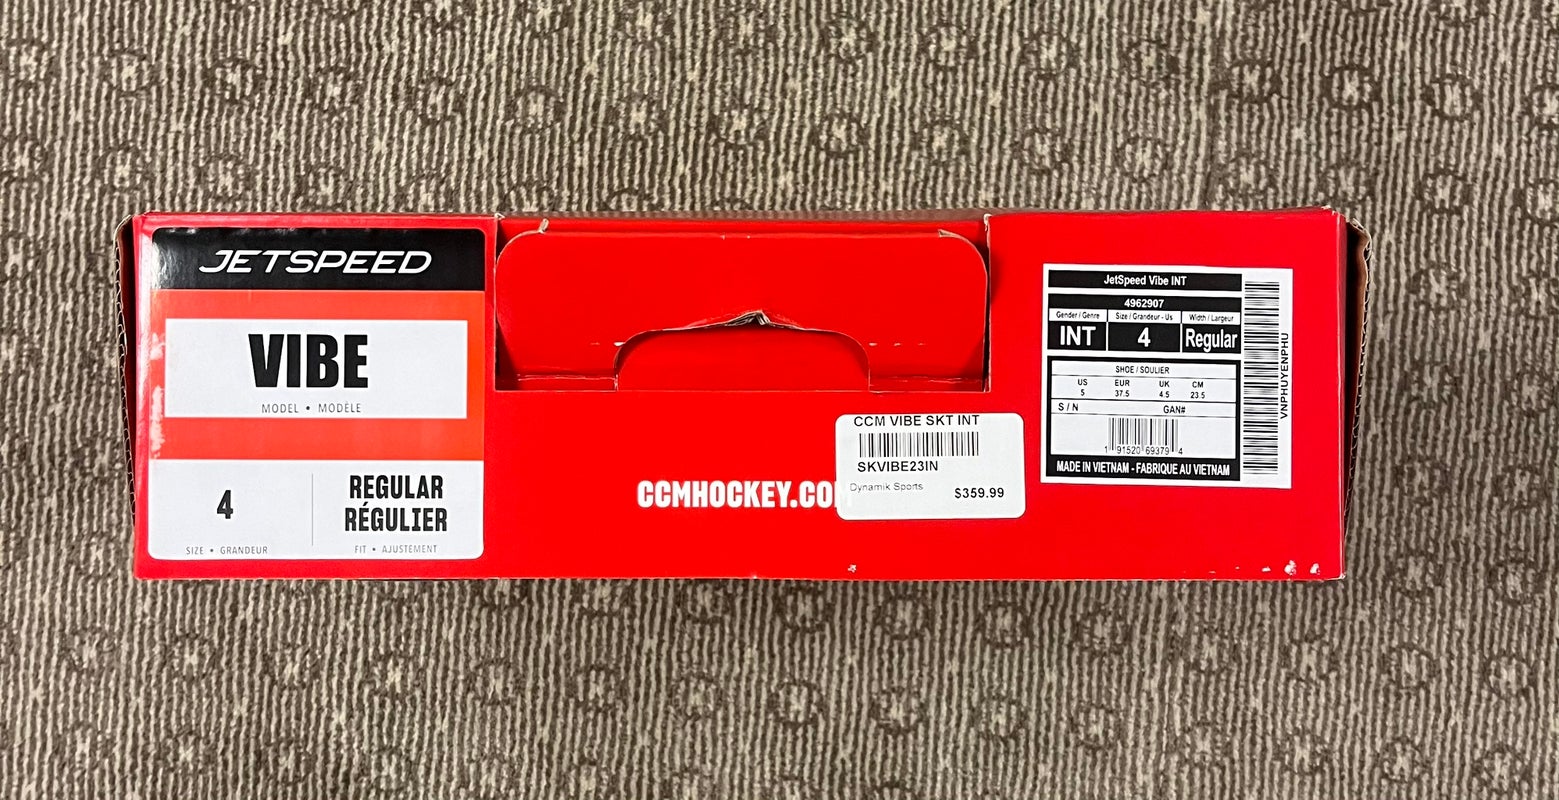 JETSPEED
VIBE
MODEL • MODÈLE
4
SIZE • GRANDEUR
REGULAR
RÉGULIER
FIT • AJUSTEMENT
CCMHOCKEY.COM
CCM VIBE SKT INT
SKVIBE23IN
Dynamik Sports
$359.99
JetSpeed Vibe INT
4962907
Gender / Genre Size / Grandeur - Us Width / Largeur
INT 4 Regular
SHOE / SOULIER
US EUR UK CM
5 37.5 4.5 23.5
S / N GAN#
1 91520 69379 4
MADE IN VIETNAM - FABRIQUE AU VIETNAM
VNPHUYENPHU